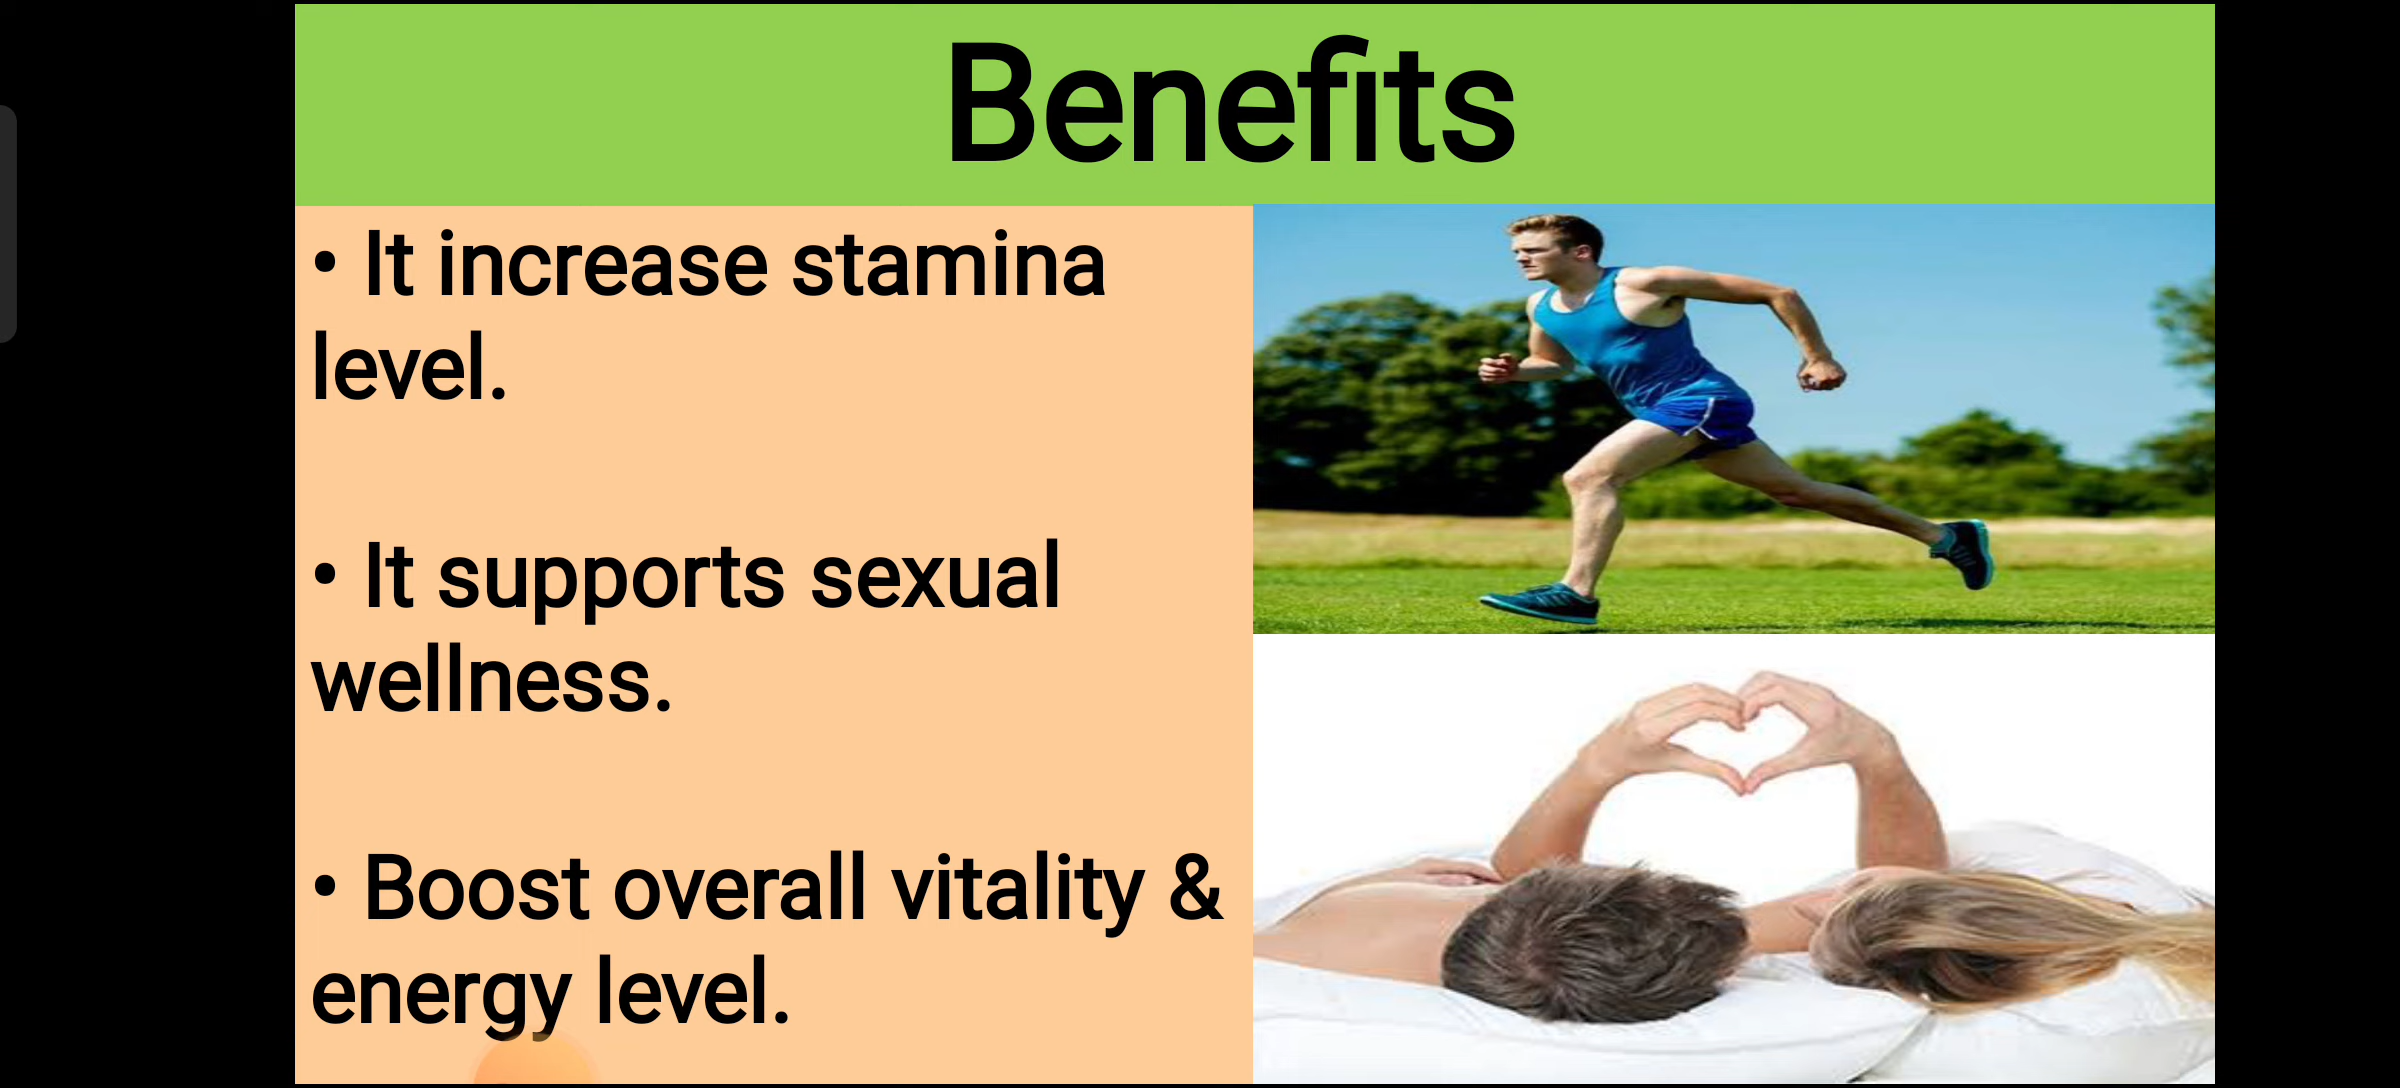 Benefits
• It increase stamina
level.
• It supports sexual
wellness.
• Boost overall vitality &
energy level.